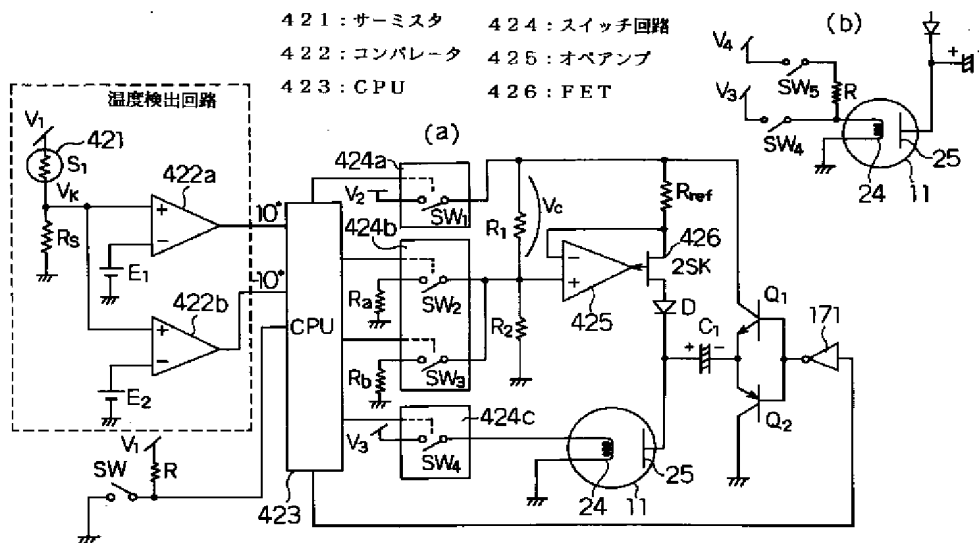 421：サーミスタ 424：スイッチ回路
422：コンパレータ 425：オペアンプ
423：CPU 426：FET
(b)
V4
SW5
R
V3
SW4
24
25
11
(a)
温度検出回路
V1
421
S1
VK
RS
422a
+
-
E1
10°
422b
+
-
E2
10°
CPU
423
V1
SW
R
424a
V2
SW1
424b
Ra
SW2
Rb
SW3
424c
V3
SW4
R1
Vc
R2
Rref
-
+
425
426
2SK
D
C1
+
-
Q1
Q2
171
24
25
11